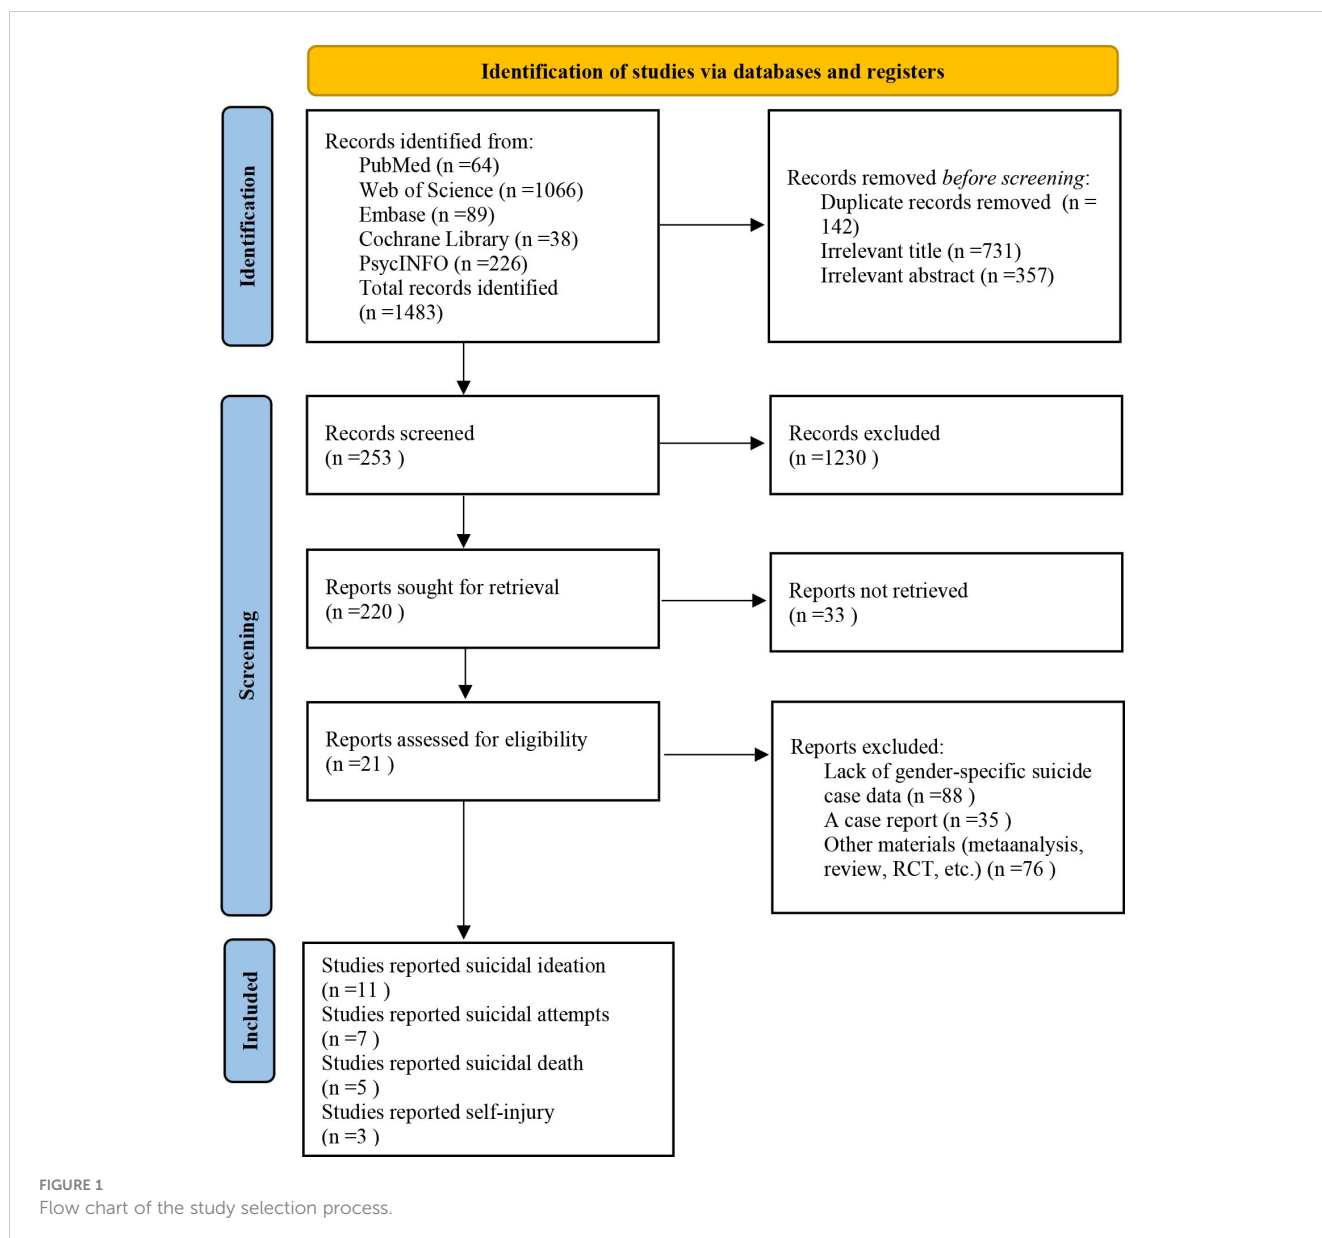 Identification of studies via databases and registers
Identification
Records identified from:
PubMed (n =64)
Web of Science (n =1066)
Embase (n =89)
Cochrane Library (n =38)
PsycINFO (n =226)
Total records identified
(n =1483)
Records removed before screening:
Duplicate records removed (n =
142)
Irrelevant title (n =731)
Irrelevant abstract (n =357)
Screening
Records screened
(n =253 )
Records excluded
(n =1230 )
Reports sought for retrieval
(n =220 )
Reports not retrieved
(n =33 )
Reports assessed for eligibility
(n =21 )
Reports excluded:
Lack of gender-specific suicide
case data (n =88 )
A case report (n =35 )
Other materials (metaanalysis,
review, RCT, etc.) (n =76 )
Included
Studies reported suicidal ideation
(n =11 )
Studies reported suicidal attempts
(n =7 )
Studies reported suicidal death
(n =5 )
Studies reported self-injury
(n =3 )
FIGURE 1
Flow chart of the study selection process.